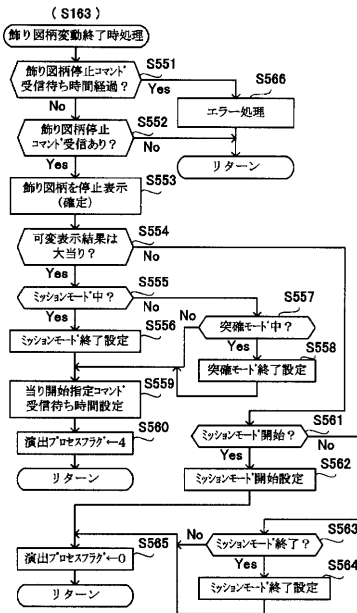 (S163)
飾り図柄変動終了時処理
S551
飾り図柄停止コマンド
受信待ち時間経過?
Yes
No
S566
エラー処理
リターン
S552
飾り図柄停止
コマンド受信あり?
No
Yes
S553
飾り図柄を停止表示
(確定)
S554
可変表示結果は
大当り?
No
Yes
S555
ミッションモード中?
No
Yes
S557
突確モード中?
No
Yes
S556
ミッションモード終了設定
S558
突確モード終了設定
S559
当り開始指定コマンド
受信待ち時間設定
S560
演出プロセスフラグ←4
リターン
S561
ミッションモード開始?
Yes
No
S562
ミッションモード開始設定
S563
ミッションモード終了?
No
Yes
S564
ミッションモード終了設定
S565
演出プロセスフラグ←0
リターン